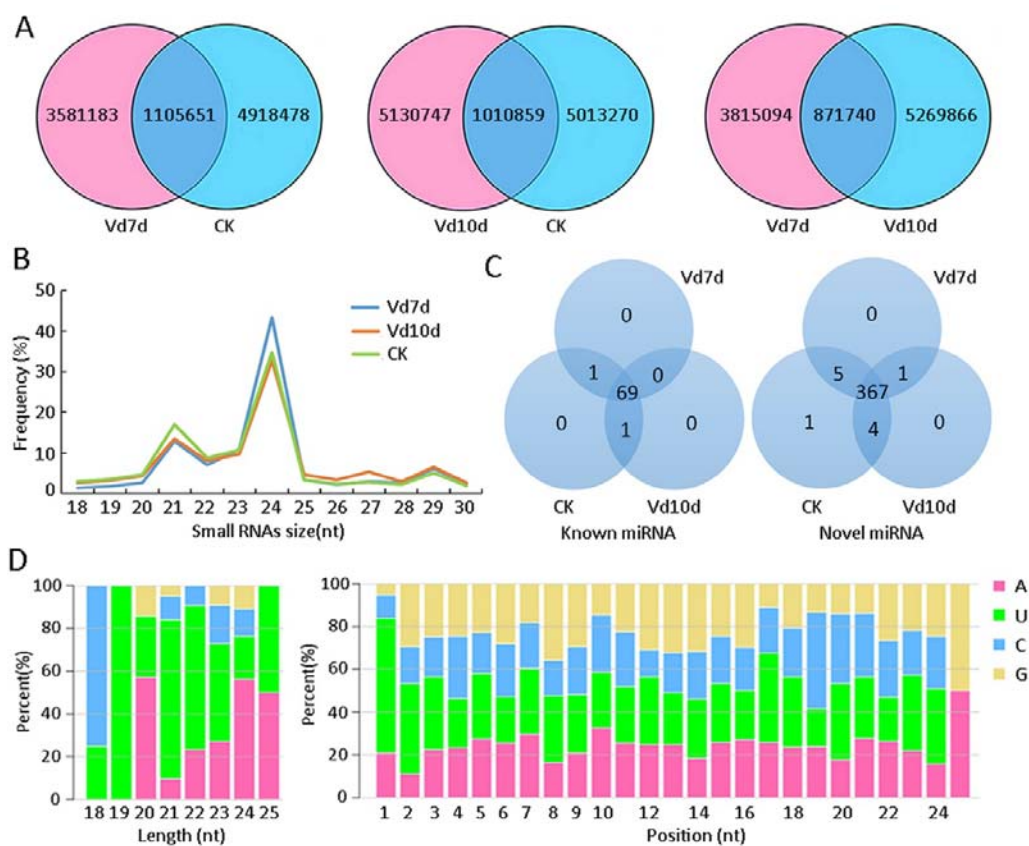 A
3581183 1105651 4918478
Vd7d CK
5130747 1010859 5013270
Vd10d CK
3815094 871740 5269866
Vd7d Vd10d
B
50
40
30
20
10
0
Frequency (%)
Vd7d
Vd10d
CK
18 19 20 21 22 23 24 25 26 27 28 29 30
Small RNAs size(nt)
C
Vd7d
0
1 0
69
0 1 0
CK Vd10d
Known miRNA
Vd7d
0
5 1
367
1 4 0
CK Vd10d
Novel miRNA
D
100
80
60
40
20
0
Percent(%)
18 19 20 21 22 23 24 25
Length (nt)
100
80
60
40
20
0
Percent(%)
1 2 3 4 5 6 7 8 9 10 12 14 16 18 20 22 24
Position (nt)
A
U
C
G